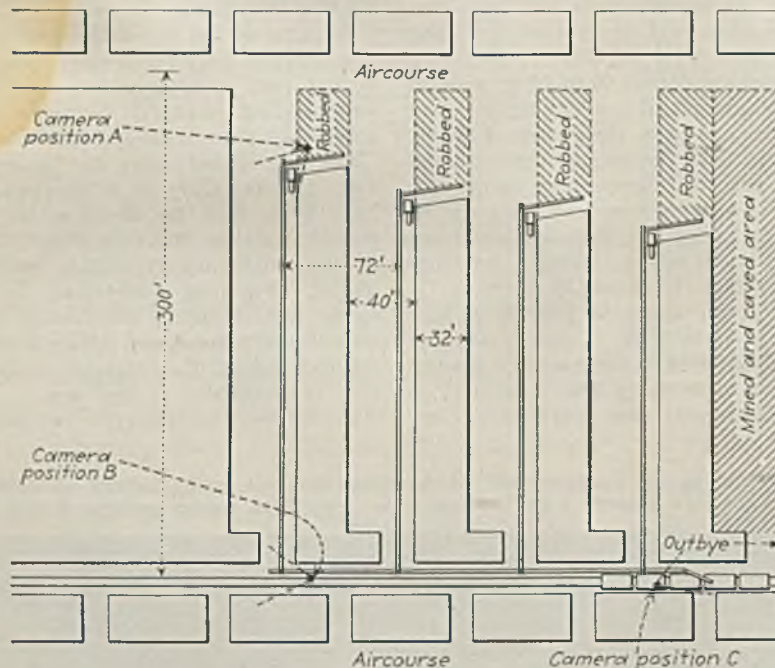 Aircourse
Camera
position A
Robbed
Robbed
Robbed
Robbed
300'
72'
40'
32'
Mined and caved area
Camera
position B
Outbye
Aircourse
Camera position C